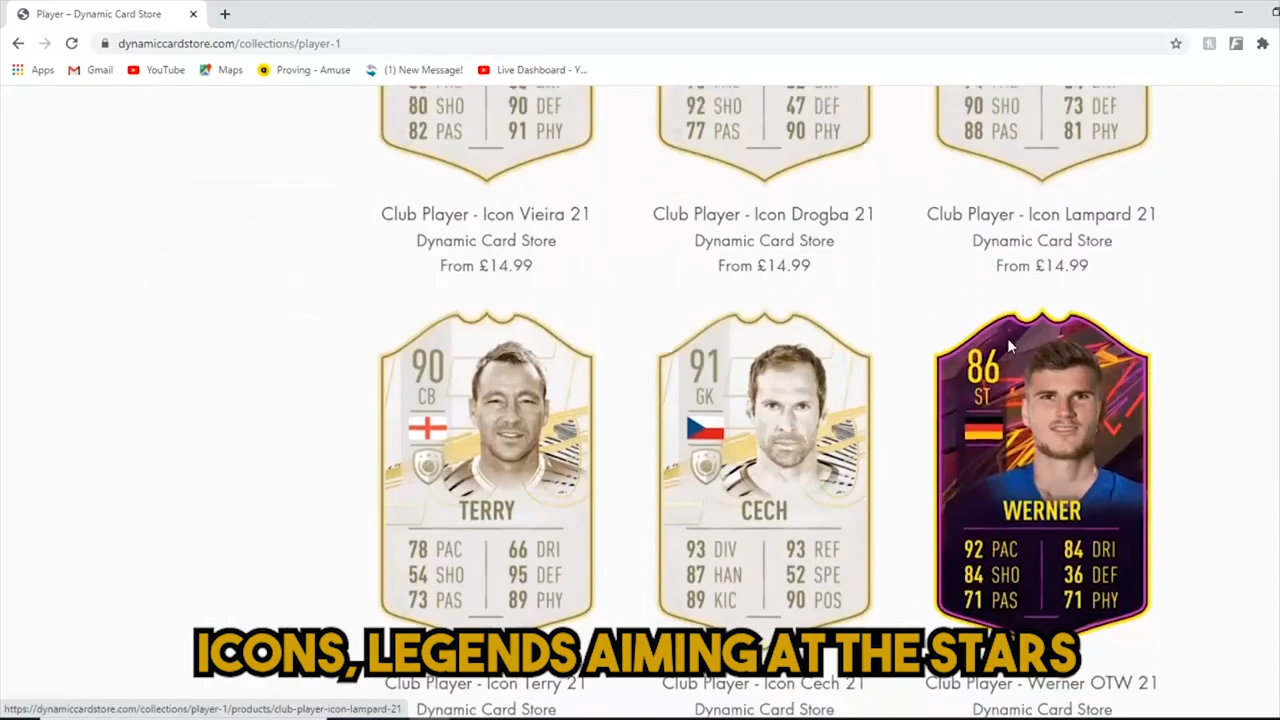 Player – Dynamic Card Store
dynamiccardstore.com/collections/player-1
Apps Gmail YouTube Maps Proving - Amuse (1) New Message! Live Dashboard - Y...
80 SHO 90 DEF
82 PAS 91 PHY
92 SHO 47 DEF
77 PAS 90 PHY
90 SHO 73 DEF
88 PAS 81 PHY
Club Player - Icon Vieira 21
Dynamic Card Store
From £14.99
Club Player - Icon Drogba 21
Dynamic Card Store
From £14.99
Club Player - Icon Lampard 21
Dynamic Card Store
From £14.99
90
CB
TERRY
78 PAC 66 DRI
54 SHO 95 DEF
73 PAS 89 PHY
91
GK
CECH
93 DIV 93 REF
87 HAN 52 SPE
89 KIC 90 POS
86
ST
WERNER
92 PAC 84 DRI
84 SHO 36 DEF
71 PAS 71 PHY
ICONS, LEGENDS AIMING AT THE STARS
Club Player - Icon Terry 21
Dynamic Card Store
Club Player - Icon Cech 21
Dynamic Card Store
Club Player - Werner OTW 21
Dynamic Card Store
https://dynamiccardstore.com/collections/player-1/products/club-player-icon-lampard-21